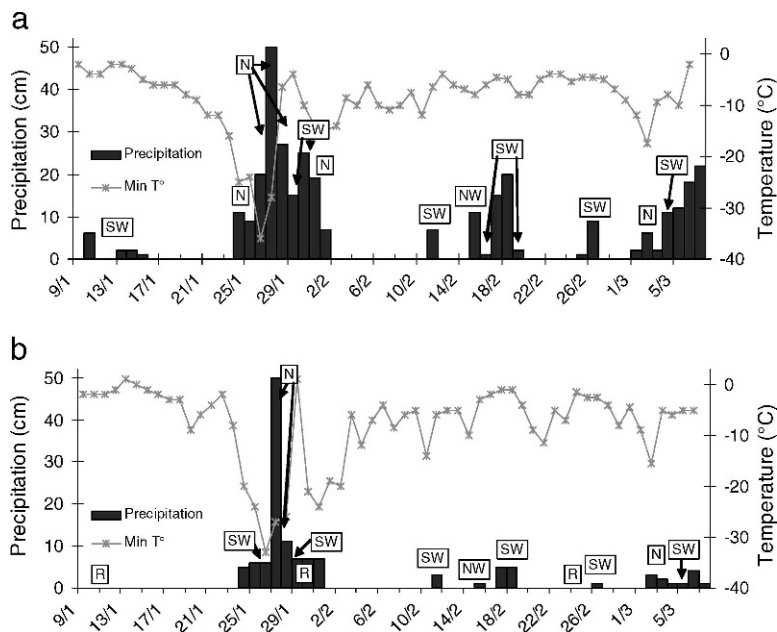 a
Precipitation (cm)
50
40
30
20
10
0
N
SW
N
SW
N
SW
NW
SW
SW
N
SW
Precipitation
Min T°
0
-10
-20
-30
-40
Temperature (°C)
9/1 13/1 17/1 21/1 25/1 29/1 2/2 6/2 10/2 14/2 18/2 22/2 26/2 1/3 5/3
b
Precipitation (cm)
50
40
30
20
10
0
N
Precipitation
Min T°
SW
SW
R
R
SW
NW
SW
R
SW
N
SW
0
-10
-20
-30
-40
Temperature (°C)
9/1 13/1 17/1 21/1 25/1 29/1 2/2 6/2 10/2 14/2 18/2 22/2 26/2 1/3 5/3